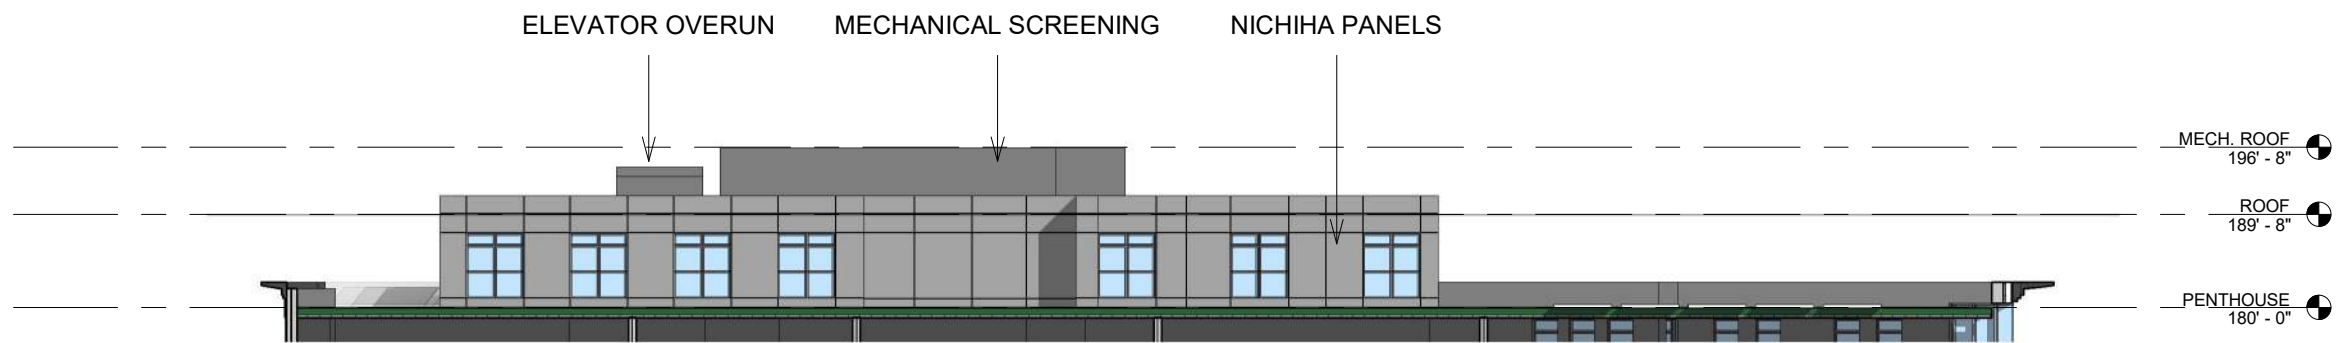 ELEVATOR OVERUN
MECHANICAL SCREENING
NICHIHA PANELS
MECH. ROOF
196' - 8"
ROOF
189' - 8"
PENTHOUSE
180' - 0"